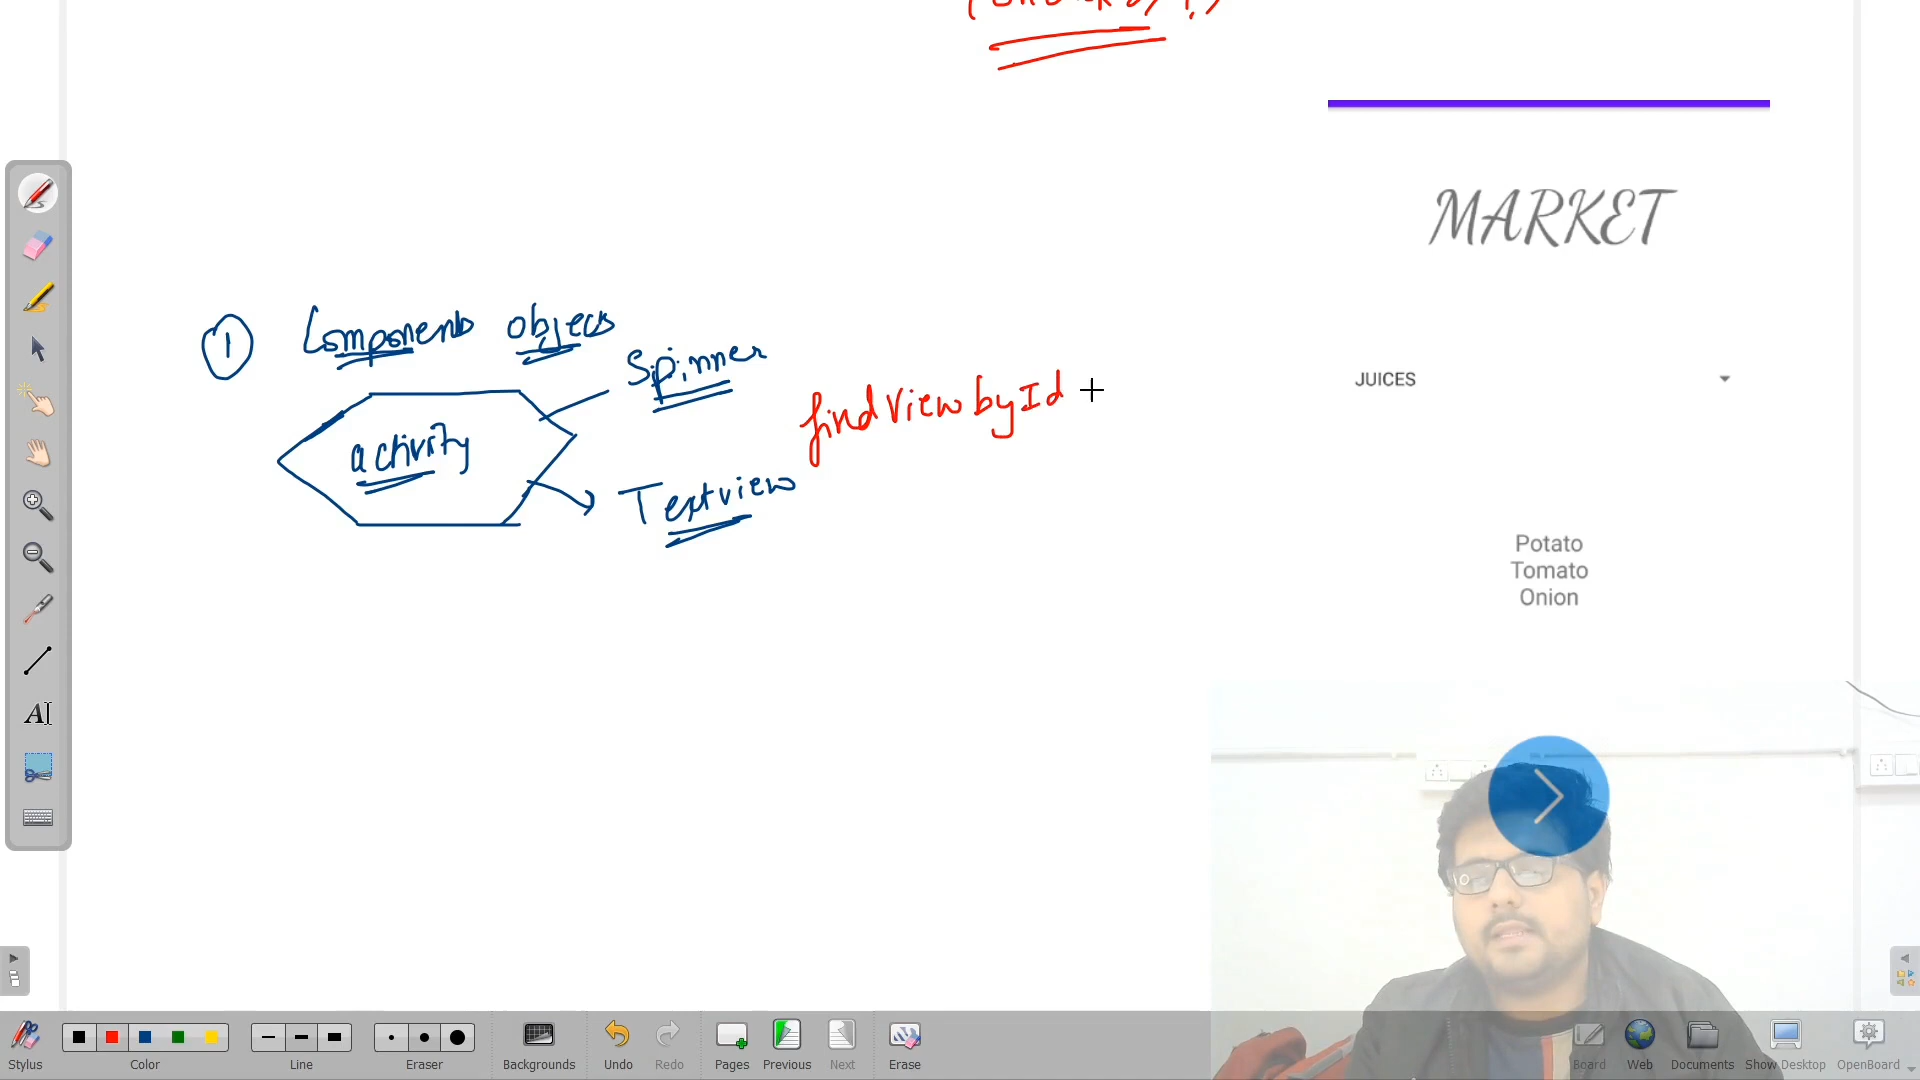 MARKET
① Components objects
Spinner
findViewbyId
JUICES
activity
Textview
Potato
Tomato
Onion
Stylus
Color
Line
Eraser
Backgrounds
Undo
Redo
Pages
Previous
Next
Erase
Board
Web
Documents
Show Desktop
OpenBoard